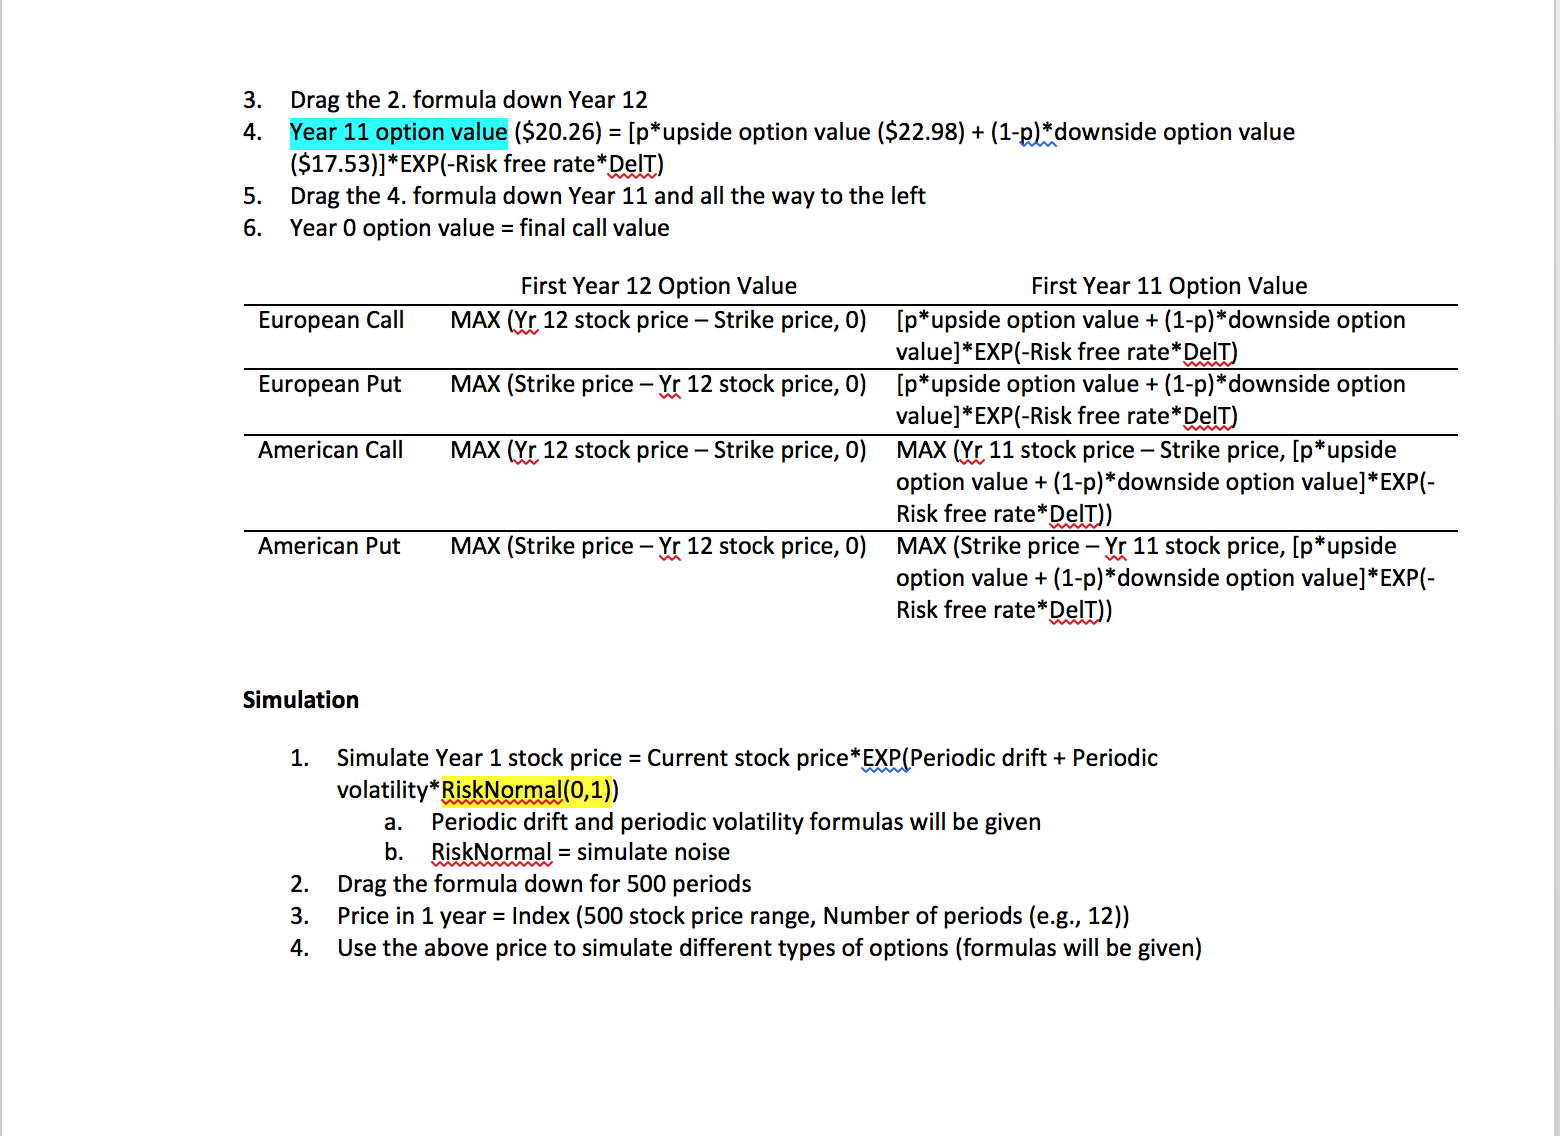 3. Drag the 2. formula down Year 12
4. Year 11 option value ($20.26) = [p*upside option value ($22.98) + (1-p)*downside option value
($17.53)]*EXP(-Risk free rate*DelT)
5. Drag the 4. formula down Year 11 and all the way to the left
6. Year 0 option value = final call value
First Year 12 Option Value First Year 11 Option Value
European Call MAX (Yr 12 stock price – Strike price, 0) [p*upside option value + (1-p)*downside option
value]*EXP(-Risk free rate*DelT)
European Put MAX (Strike price – Yr 12 stock price, 0) [p*upside option value + (1-p)*downside option
value]*EXP(-Risk free rate*DelT)
American Call MAX (Yr 12 stock price – Strike price, 0) MAX (Yr 11 stock price – Strike price, [p*upside
option value + (1-p)*downside option value]*EXP(-
Risk free rate*DelT))
American Put MAX (Strike price – Yr 12 stock price, 0) MAX (Strike price – Yr 11 stock price, [p*upside
option value + (1-p)*downside option value]*EXP(-
Risk free rate*DelT))
Simulation
1. Simulate Year 1 stock price = Current stock price*EXP(Periodic drift + Periodic
volatility*RiskNormal(0,1))
a. Periodic drift and periodic volatility formulas will be given
b. RiskNormal = simulate noise
2. Drag the formula down for 500 periods
3. Price in 1 year = Index (500 stock price range, Number of periods (e.g., 12))
4. Use the above price to simulate different types of options (formulas will be given)